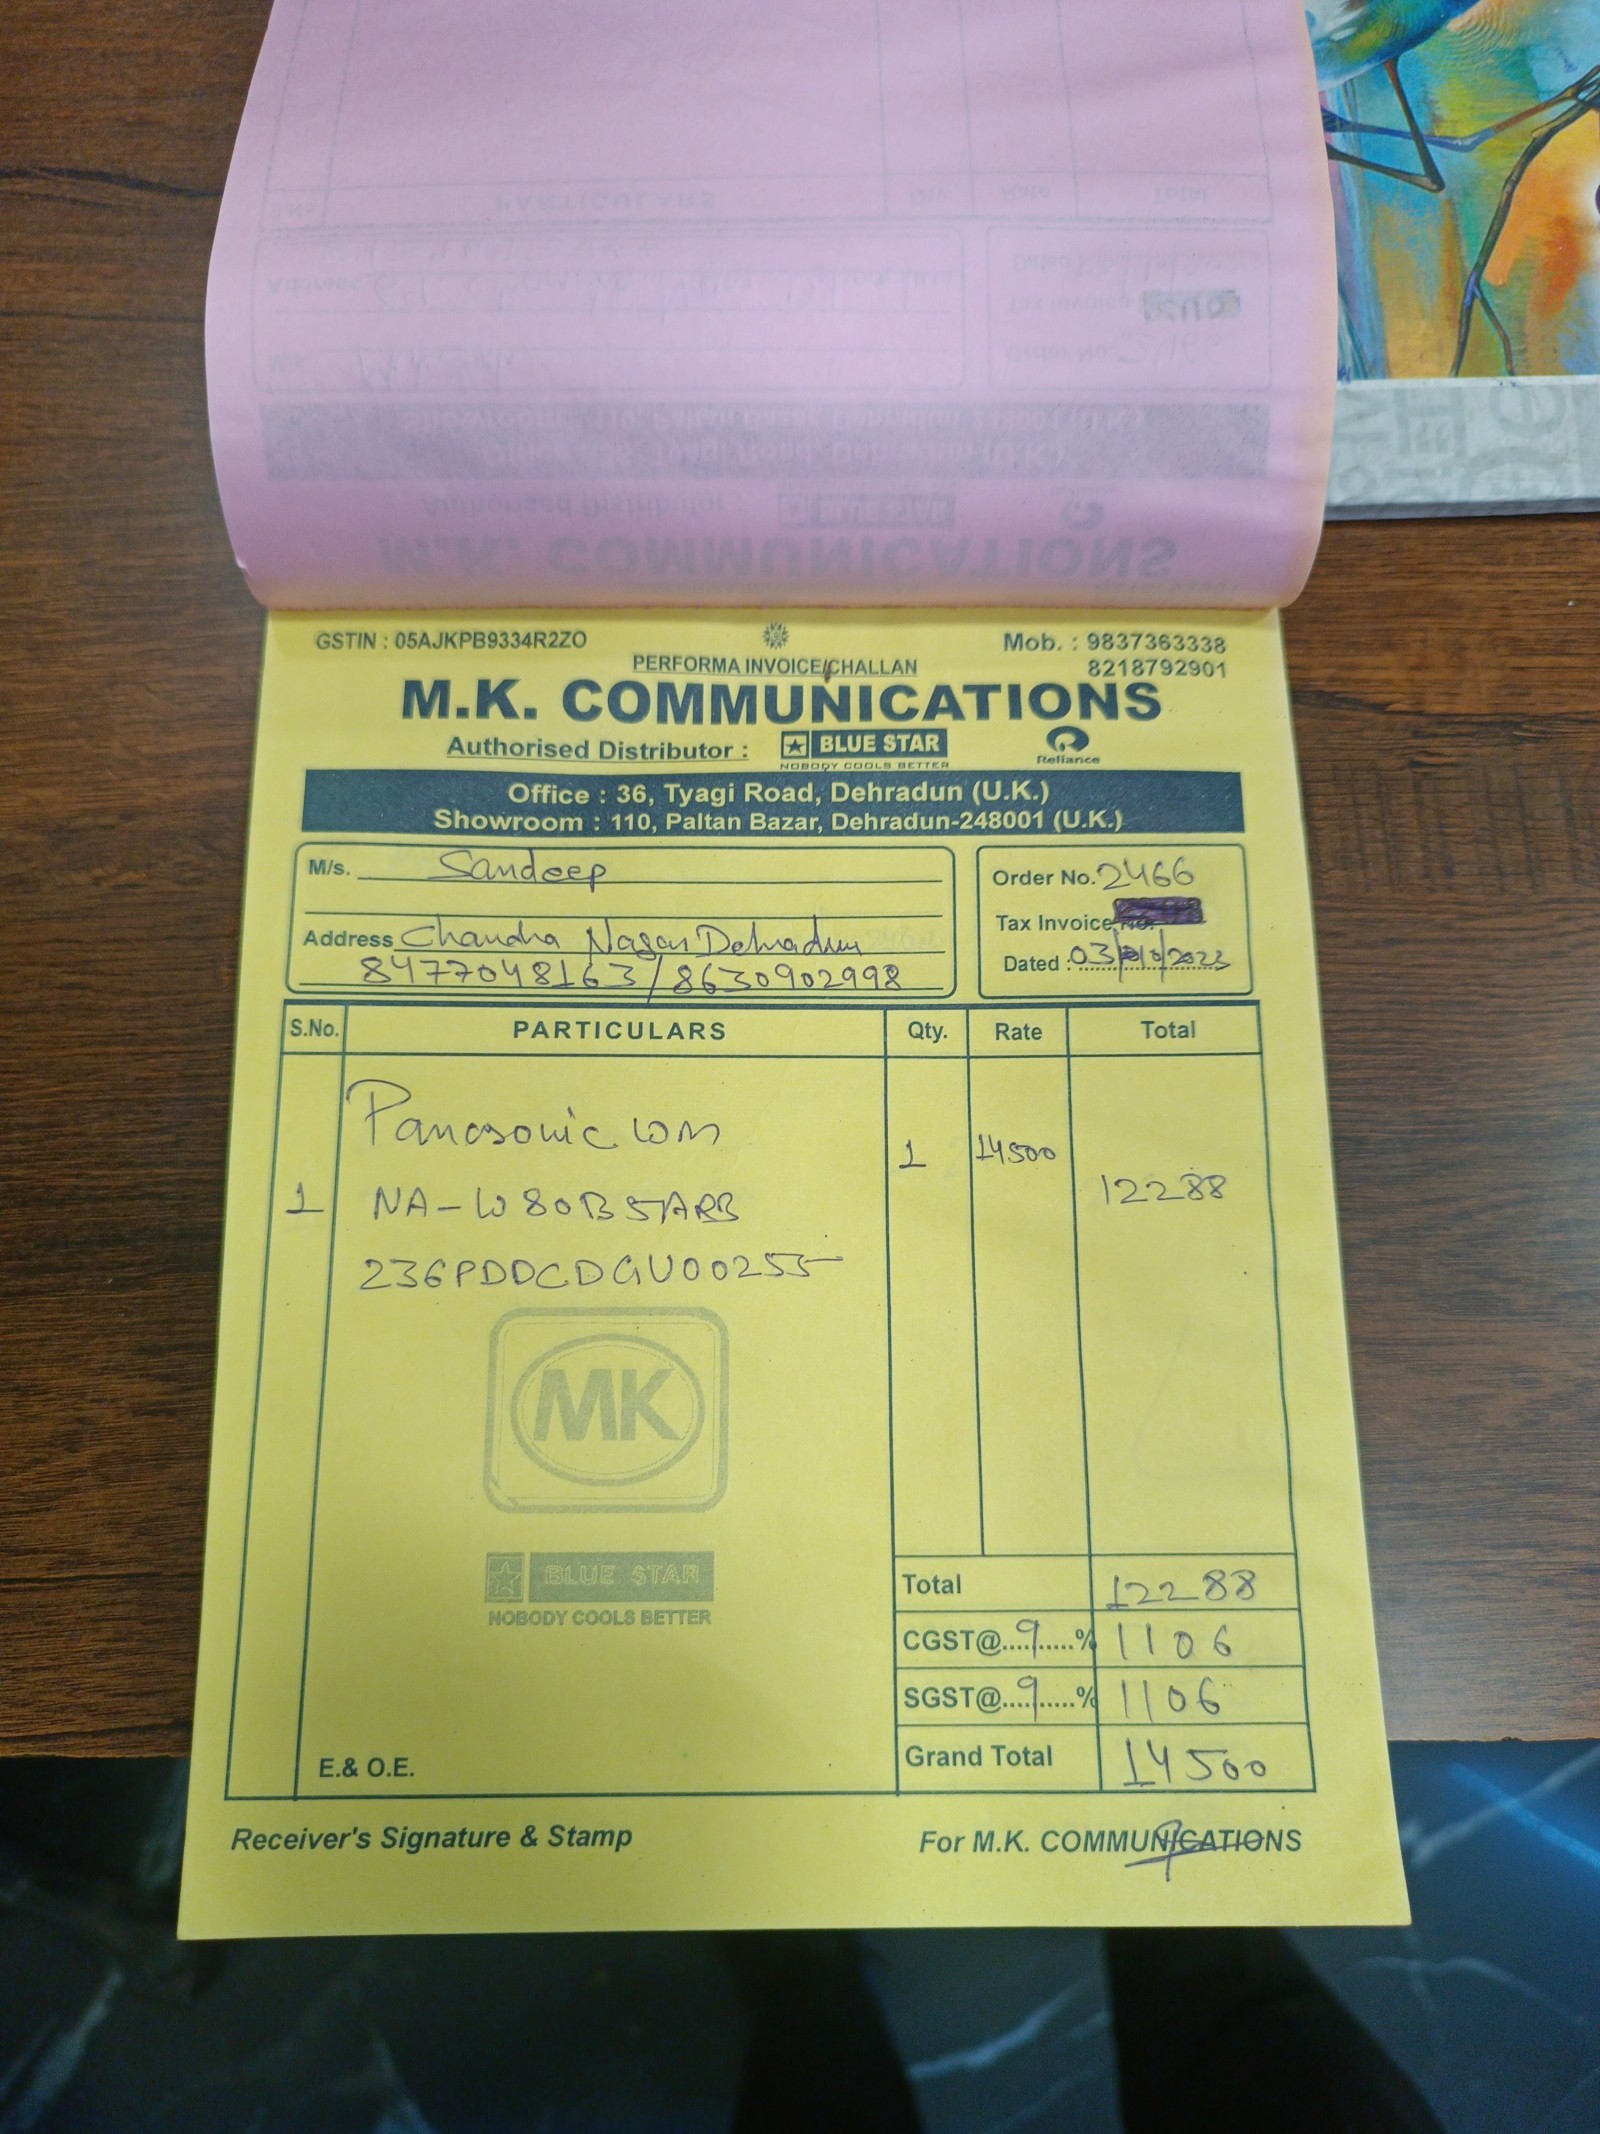 GSTIN : 05AJKPB9334R2ZO
Mob. : 9837363338
8218792901
PERFORMA INVOICE/CHALLAN
M.K. COMMUNICATIONS
Authorised Distributor : BLUE STAR Reliance
NOBODY COOLS BETTER
Office : 36, Tyagi Road, Dehradun (U.K.)
Showroom : 110, Paltan Bazar, Dehradun-248001 (U.K.)
M/s. Sandeep
Address Chandra Nagar Dehradun
8477048163/8630902998
Order No. 2466
Tax Invoice No.
Dated : 03/10/2023
S.No. PARTICULARS Qty. Rate Total
Panasonic WM 1 14500
1 NA-W80B5ARB 12288
236PDDCDGU00255
MK
BLUE STAR
NOBODY COOLS BETTER
Total 12288
CGST@....9.....% 1106
SGST@....9.....% 1106
Grand Total 14500
E.& O.E.
Receiver's Signature & Stamp
For M.K. COMMUNICATIONS